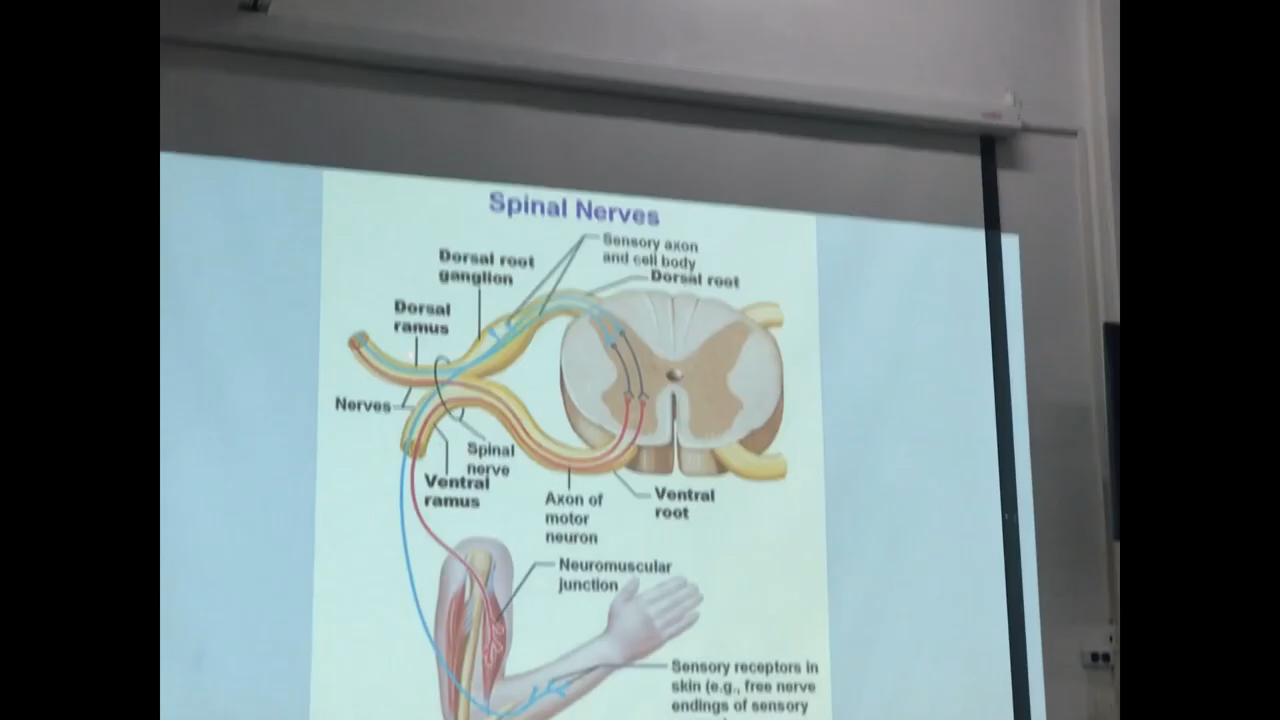 Spinal Nerves
Sensory axon
and cell body
Dorsal root
ganglion
Dorsal root
Dorsal
ramus
Nerves
Spinal
nerve
Ventral
ramus
Axon of
motor
neuron
Ventral
root
Neuromuscular
junction
Sensory receptors in
skin (e.g., free nerve
endings of sensory